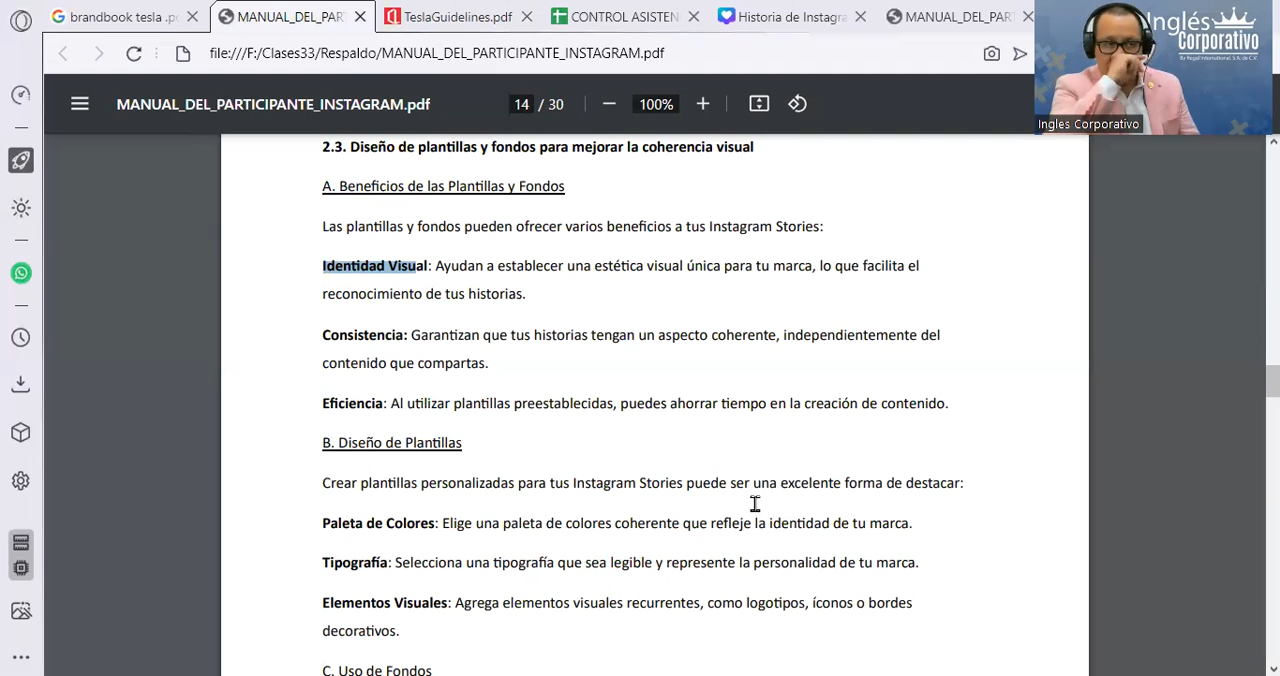 brandbook tesla .pc
MANUAL_DEL_PAR
TeslaGuidelines.pdf
CONTROL ASISTEN
Historia de Instagra
MANUAL_DEL_PAR
file:///F:/Clases33/Respaldo/MANUAL_DEL_PARTICIPANTE_INSTAGRAM.pdf
MANUAL_DEL_PARTICIPANTE_INSTAGRAM.pdf
14 / 30
100%
Inglés
Corporativo
By Regal International, S.A. de C.V.
Ingles Corporativo
2.3. Diseño de plantillas y fondos para mejorar la coherencia visual
A. Beneficios de las Plantillas y Fondos
Las plantillas y fondos pueden ofrecer varios beneficios a tus Instagram Stories:
Identidad Visual: Ayudan a establecer una estética visual única para tu marca, lo que facilita el
reconocimiento de tus historias.
Consistencia: Garantizan que tus historias tengan un aspecto coherente, independientemente del
contenido que compartas.
Eficiencia: Al utilizar plantillas preestablecidas, puedes ahorrar tiempo en la creación de contenido.
B. Diseño de Plantillas
Crear plantillas personalizadas para tus Instagram Stories puede ser una excelente forma de destacar:
Paleta de Colores: Elige una paleta de colores coherente que refleje la identidad de tu marca.
Tipografía: Selecciona una tipografía que sea legible y represente la personalidad de tu marca.
Elementos Visuales: Agrega elementos visuales recurrentes, como logotipos, íconos o bordes
decorativos.
C. Uso de Fondos